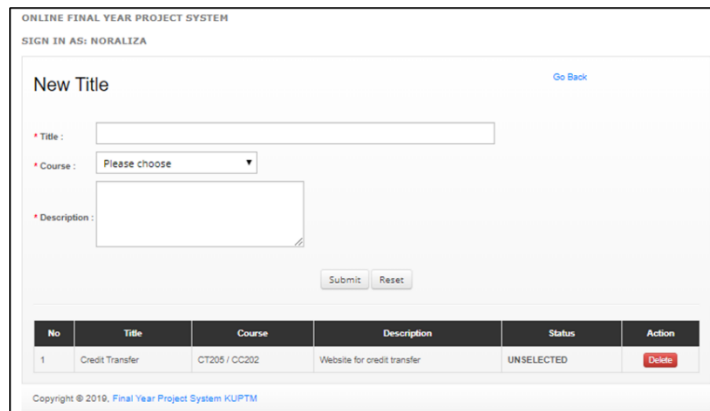 ONLINE FINAL YEAR PROJECT SYSTEM
SIGN IN AS: NORALIZA
New Title
Go Back
* Title :
* Course : Please choose
* Description :
Submit Reset
No Title Course Description Status Action
1 Credit Transfer CT205 / CC202 Website for credit transfer UNSELECTED Delete
Copyright © 2019, Final Year Project System KUPTM